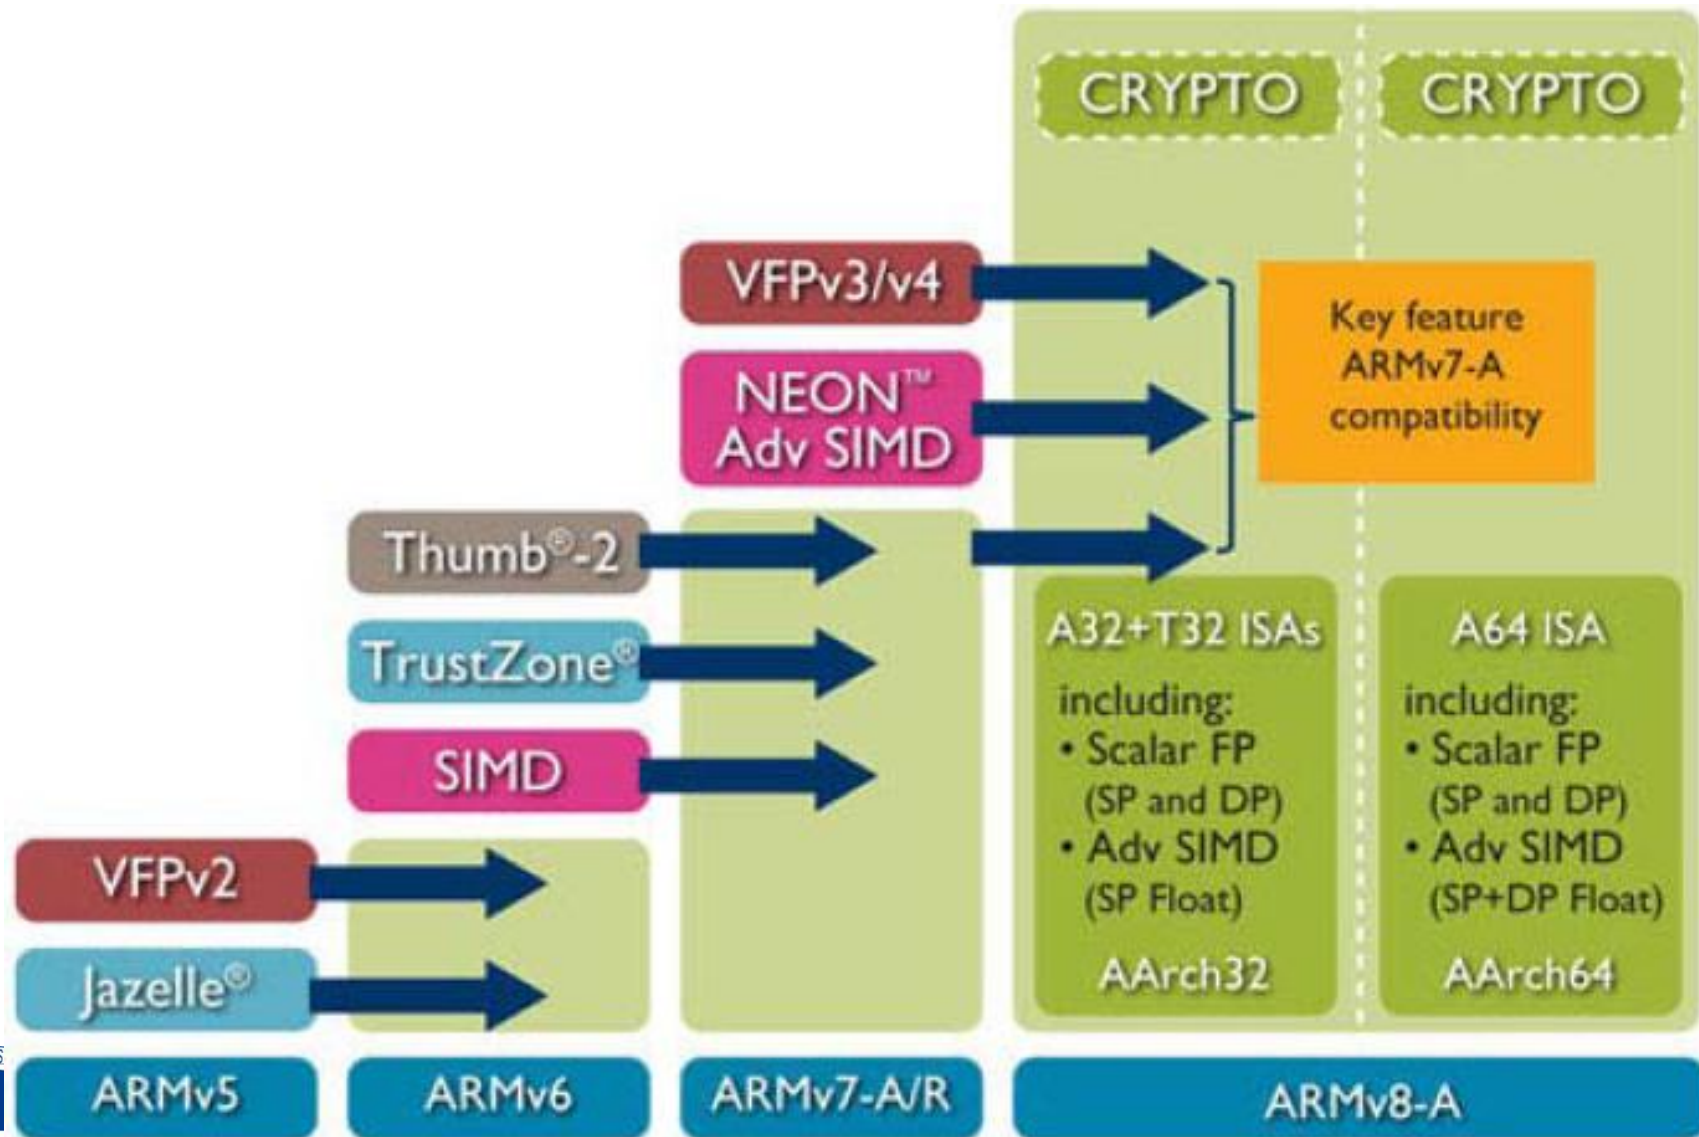 CRYPTO
CRYPTO
VFPv3/v4
Key feature
ARMv7-A
compatibility
NEON™
Adv SIMD
Thumb®-2
TrustZone®
SIMD
A32+T32 ISAs
including:
• Scalar FP
(SP and DP)
• Adv SIMD
(SP Float)
AArch32
A64 ISA
including:
• Scalar FP
(SP and DP)
• Adv SIMD
(SP+DP Float)
AArch64
VFPv2
Jazelle®
ARMv5
ARMv6
ARMv7-A/R
ARMv8-A